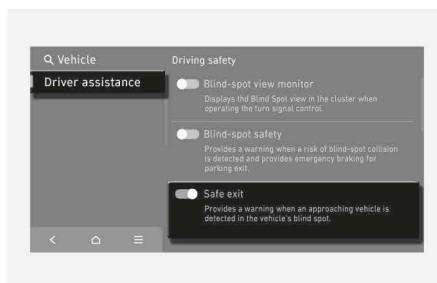 Vehicle
Driving safety
Driver assistance
Blind-spot view monitor
Displays thd Blind Spot view in the cluster when
operating the turn signal control.
Blind-spot safety
Provides a warning when a risk of blind-spot collision
is detected and provides emergency braking for
parking exit.
Safe exit
Provides a warning when an approaching vehicle is
detected in the vehicle's blind spot.